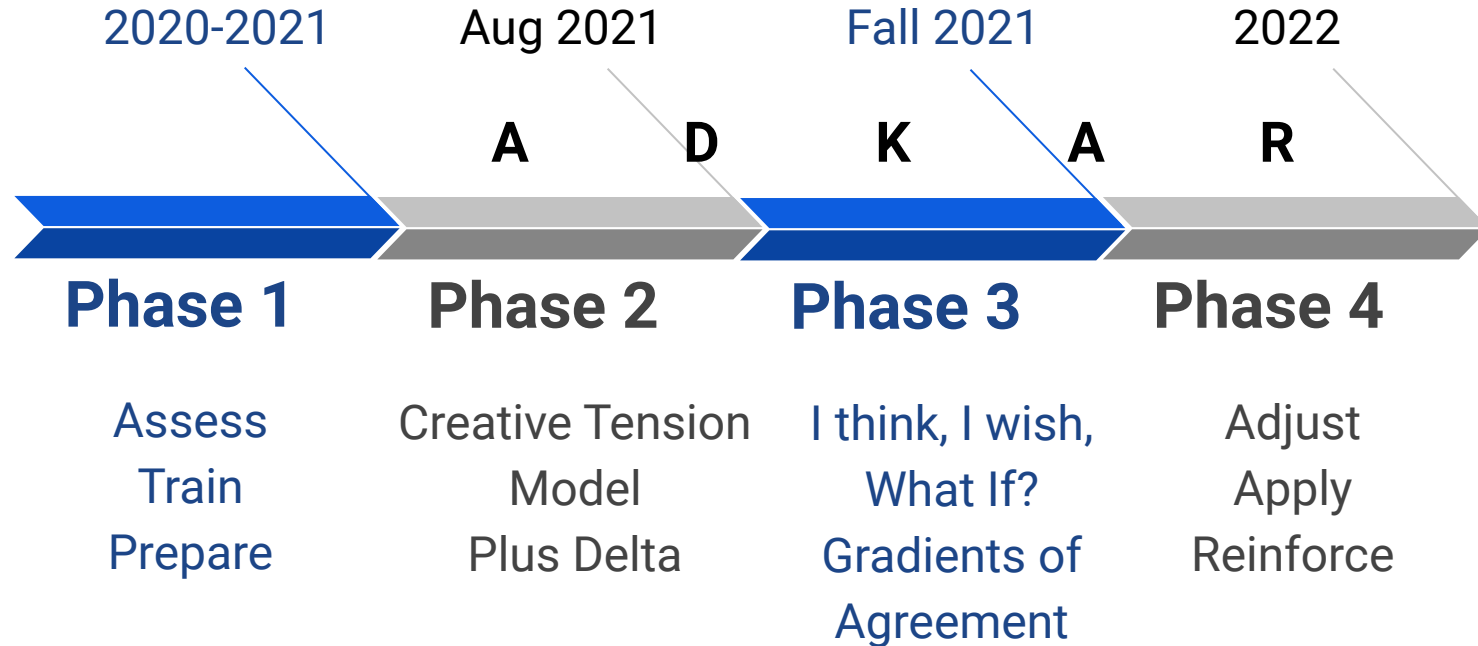 2020-2021 Aug 2021 Fall 2021 2022
A D K A R
Phase 1 Phase 2 Phase 3 Phase 4
Assess
Train
Prepare
Creative Tension
Model
Plus Delta
I think, I wish,
What If?
Gradients of
Agreement
Adjust
Apply
Reinforce